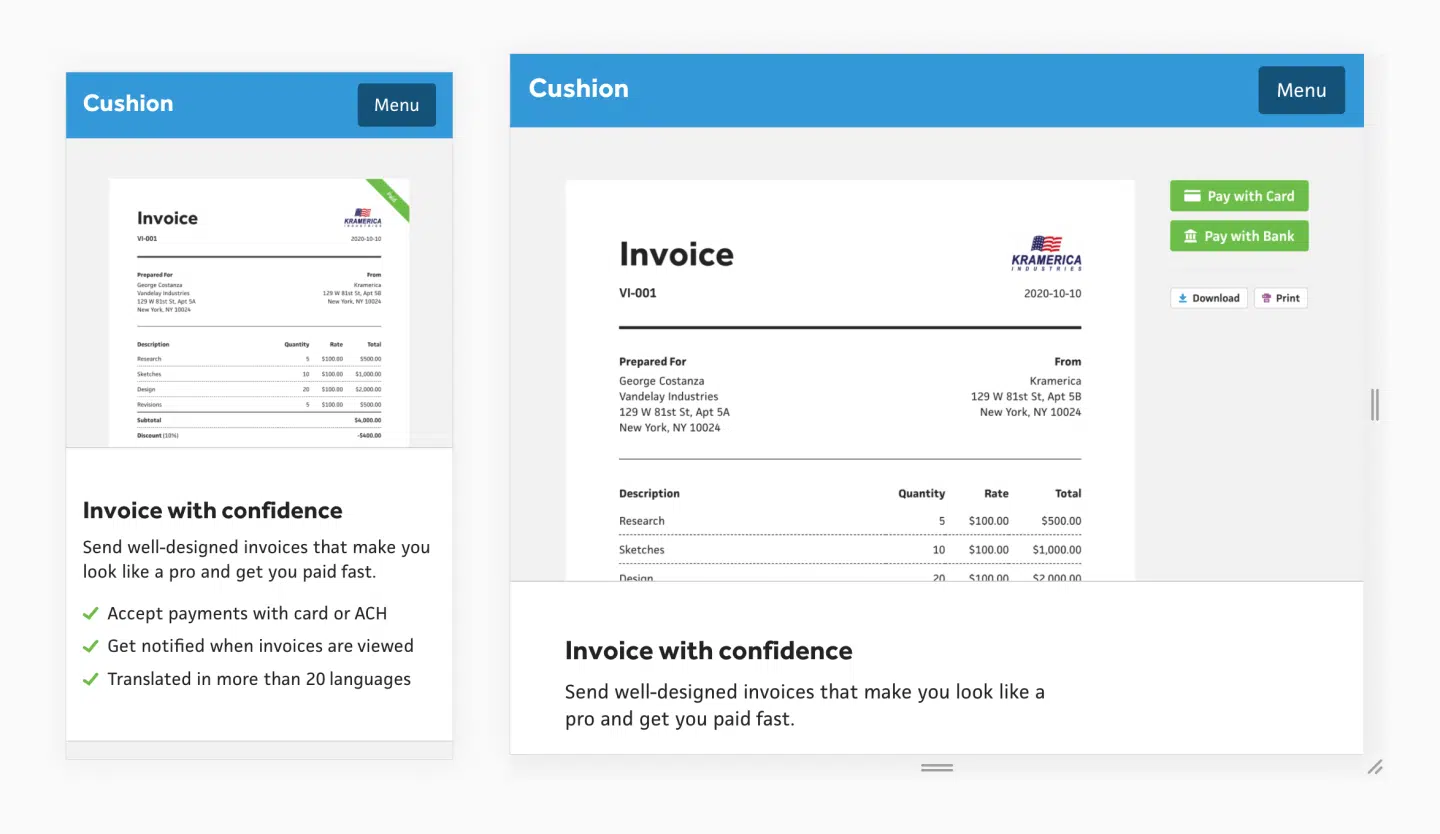 Cushion
Menu
Paid
Invoice
KRAMERICA
INDUSTRIES
VI-001 2020-10-10
Prepared For From
George Costanza Kramerica
Vandelay Industries 129 W 81st St, Apt 5B
129 W 81st St, Apt 5A New York, NY 10024
New York, NY 10024
Description Quantity Rate Total
Research 5 $100.00 $500.00
Sketches 10 $100.00 $1,000.00
Design 20 $100.00 $2,000.00
Revisions 5 $100.00 $500.00
Subtotal $4,000.00
Discount (10%) -$400.00
Invoice with confidence
Send well-designed invoices that make you
look like a pro and get you paid fast.
Accept payments with card or ACH
Get notified when invoices are viewed
Translated in more than 20 languages
Cushion
Menu
Invoice
KRAMERICA
INDUSTRIES
VI-001 2020-10-10
Prepared For From
George Costanza Kramerica
Vandelay Industries 129 W 81st St, Apt 5B
129 W 81st St, Apt 5A New York, NY 10024
New York, NY 10024
Description Quantity Rate Total
Research 5 $100.00 $500.00
Sketches 10 $100.00 $1,000.00
Design 20 $100.00 $2,000.00
Pay with Card
Pay with Bank
Download Print
Invoice with confidence
Send well-designed invoices that make you look like a
pro and get you paid fast.